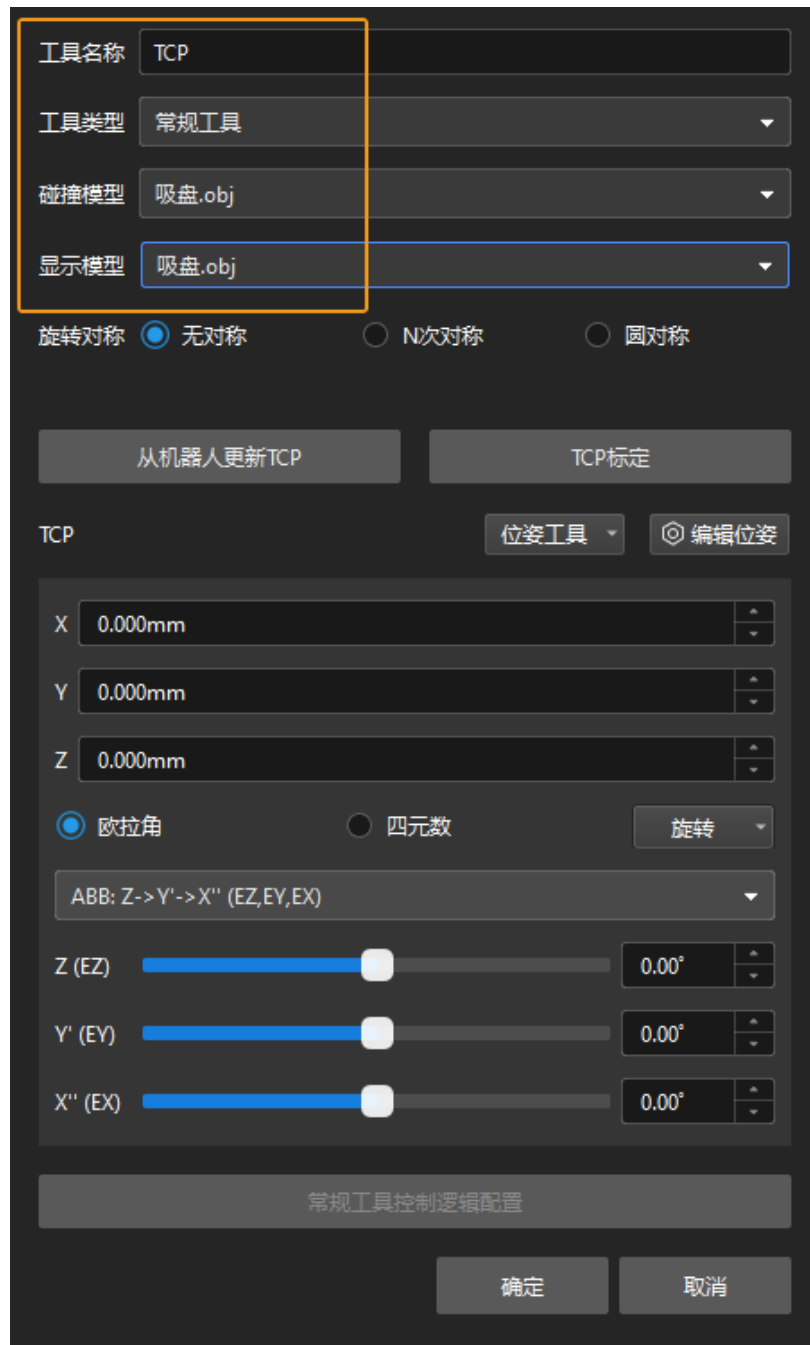 工具名称 TCP
工具类型 常规工具
碰撞模型 吸盘.obj
显示模型 吸盘.obj
旋转对称 无对称 N次对称 圆对称
从机器人更新TCP TCP标定
TCP 位姿工具 编辑位姿
X 0.000mm
Y 0.000mm
Z 0.000mm
欧拉角 四元数 旋转
ABB: Z->Y'->X'' (EZ,EY,EX)
Z (EZ) 0.00°
Y' (EY) 0.00°
X'' (EX) 0.00°
常规工具控制逻辑配置
确定 取消